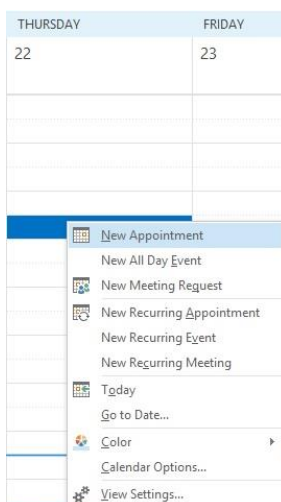 THURSDAY FRIDAY
22 23
New Appointment
New All Day Event
New Meeting Request
New Recurring Appointment
New Recurring Event
New Recurring Meeting
Today
Go to Date...
Color
Calendar Options...
View Settings...